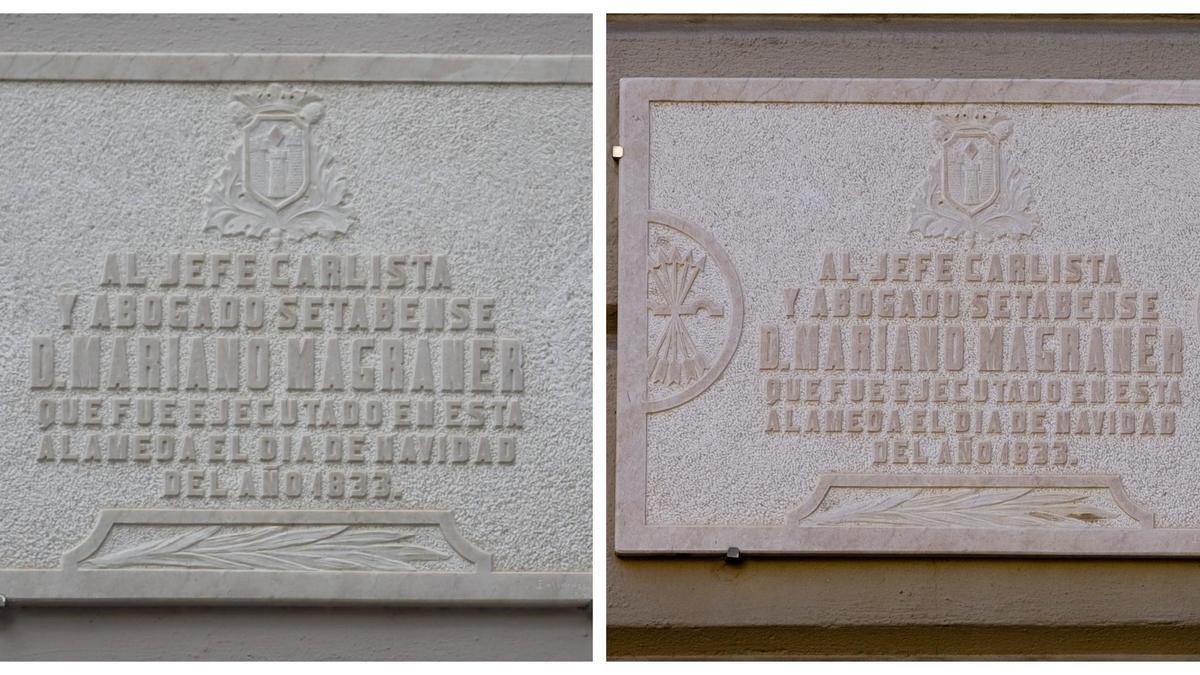 AL JEFE CARLISTA
Y ABOGADO SETABENSE
D. MARIANO MAGRANER
QUE FUE EJECUTADO EN ESTA
ALAMEDA EL DIA DE NAVIDAD
DEL AÑO 1833.
AL JEFE CARLISTA
Y ABOGADO SETABENSE
D. MARIANO MAGRANER
QUE FUE EJECUTADO EN ESTA
ALAMEDA EL DIA DE NAVIDAD
DEL AÑO 1833.